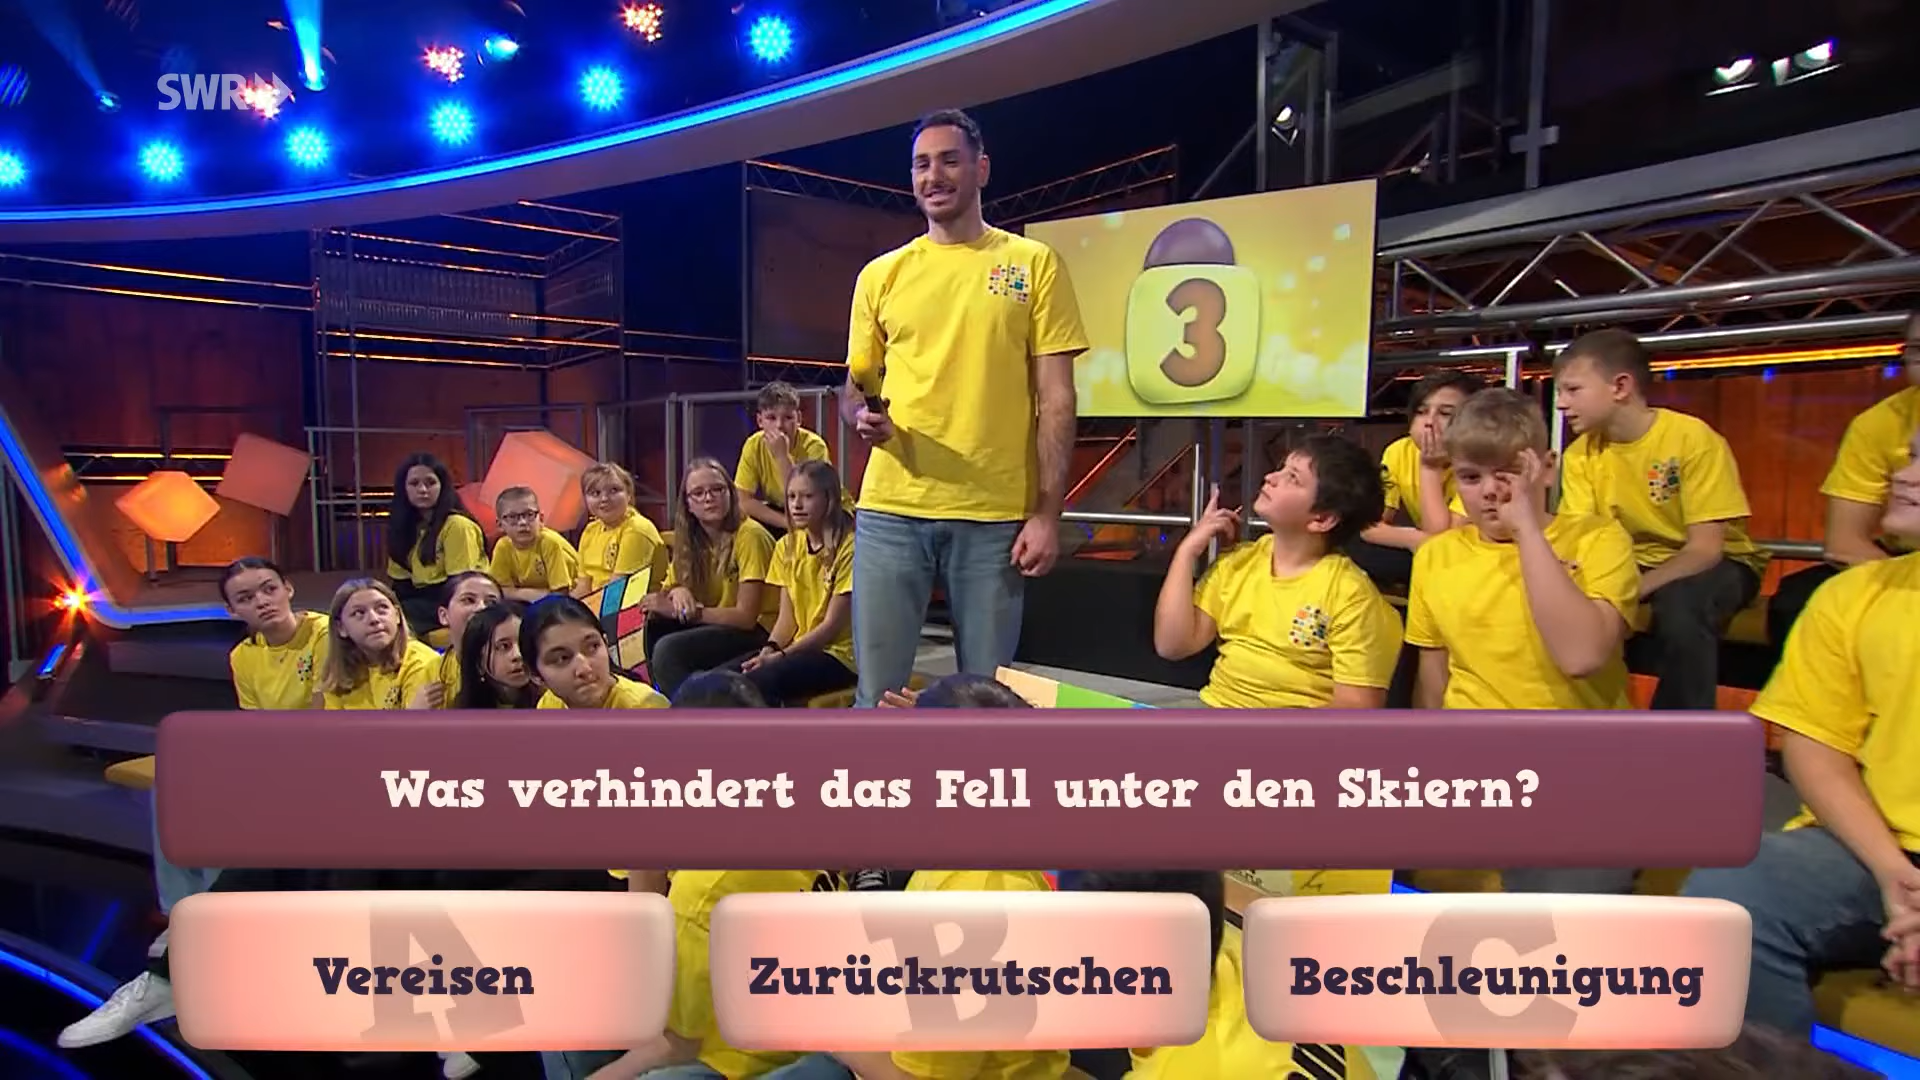 SWR
3
Was verhindert das Fell unter den Skiern?
A
Vereisen
B
Zurückrutschen
C
Beschleunigung